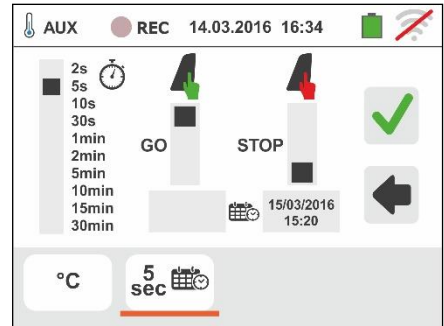 AUX REC 14.03.2016 16:34
2s
5s
10s
30s
1min
2min
5min
10min
15min
30min
GO STOP
15/03/2016
15:20
°C
5
sec